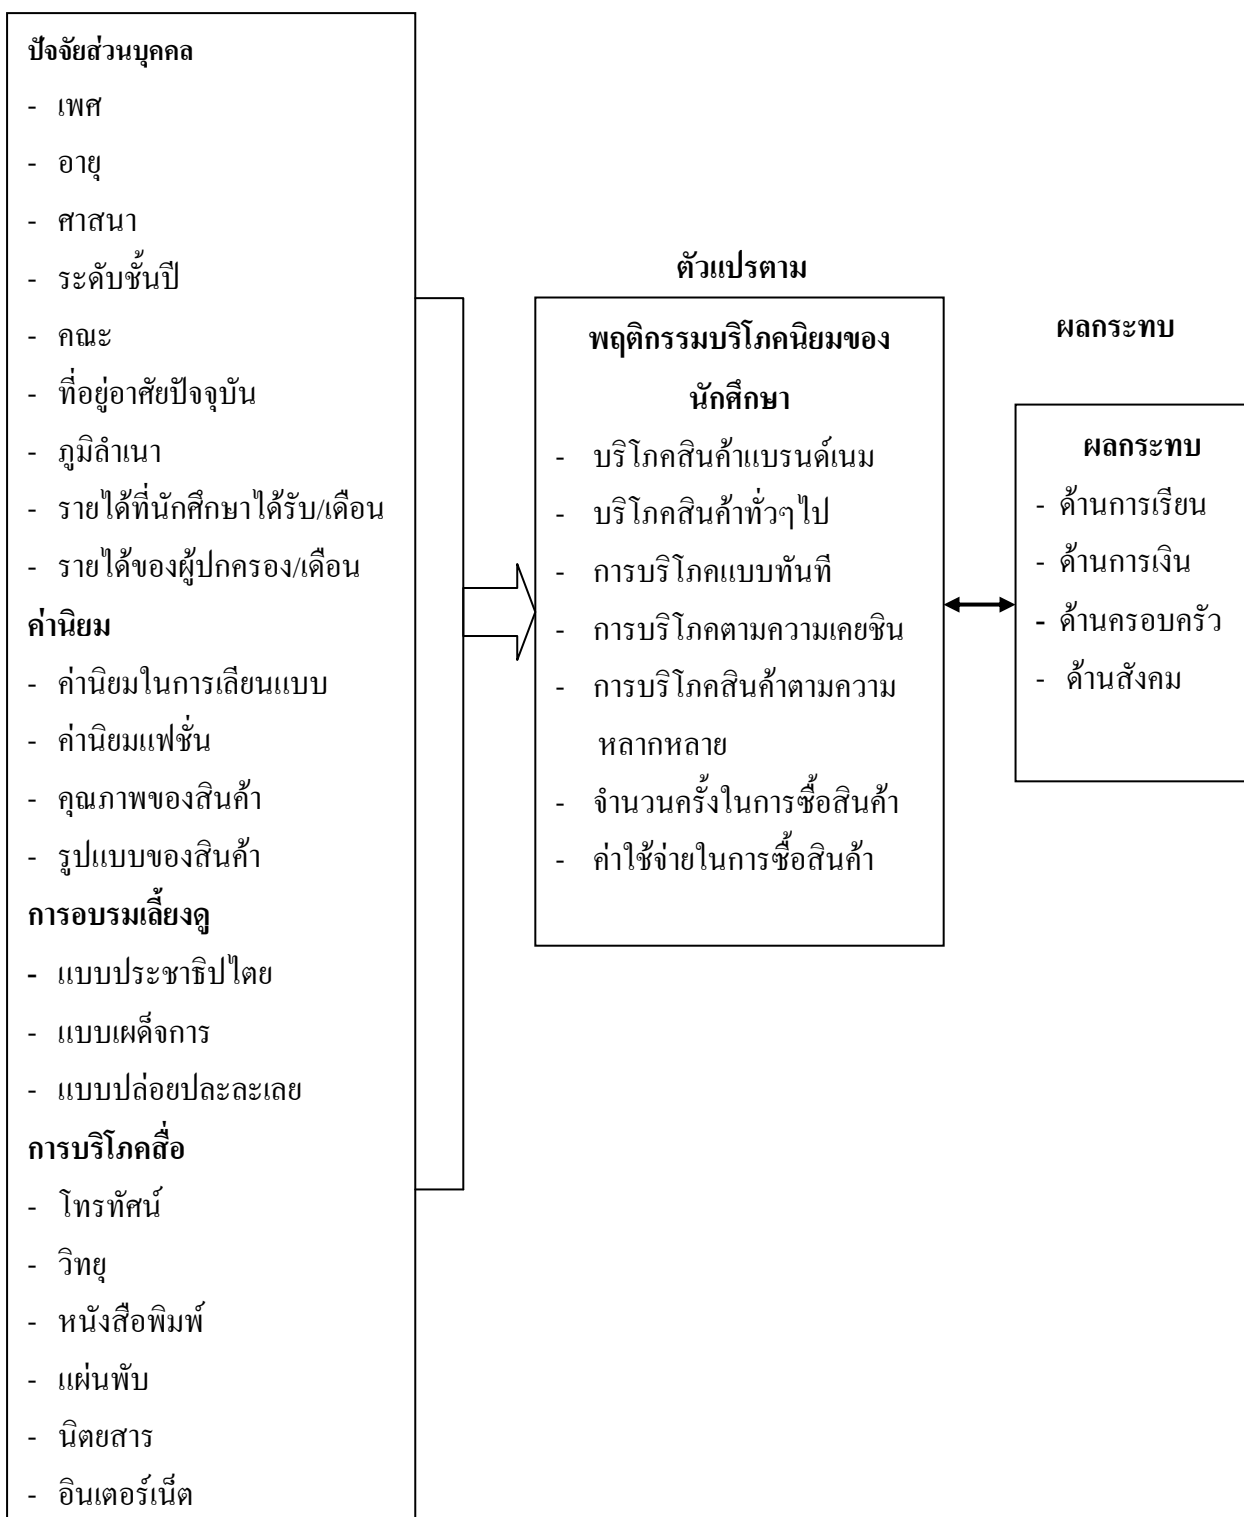 ปัจจัยส่วนบุคคล
- เพศ
- อายุ
- ศาสนา
- ระดับชั้นปี
- คณะ
- ที่อยู่อาศัยปัจจุบัน
- ภูมิลำเนา
- รายได้ที่นักศึกษาได้รับ/เดือน
- รายได้ของผู้ปกครอง/เดือน
ค่านิยม
- ค่านิยมในการเลียนแบบ
- ค่านิยมแฟชั่น
- คุณภาพของสินค้า
- รูปแบบของสินค้า
การอบรมเลี้ยงดู
- แบบประชาธิปไตย
- แบบเผด็จการ
- แบบปล่อยปละละเลย
การบริโภคสื่อ
- โทรทัศน์
- วิทยุ
- หนังสือพิมพ์
- แผ่นพับ
- นิตยสาร
- อินเตอร์เน็ต
ตัวแปรตาม
พฤติกรรมบริโภคนิยมของ
นักศึกษา
- บริโภคสินค้าแบรนด์เนม
- บริโภคสินค้าทั่วๆไป
- การบริโภคแบบทันที
- การบริโภคตามความเคยชิน
- การบริโภคสินค้าตามความ
หลากหลาย
- จำนวนครั้งในการซื้อสินค้า
- ค่าใช้จ่ายในการซื้อสินค้า
ผลกระทบ
ผลกระทบ
- ด้านการเรียน
- ด้านการเงิน
- ด้านครอบครัว
- ด้านสังคม